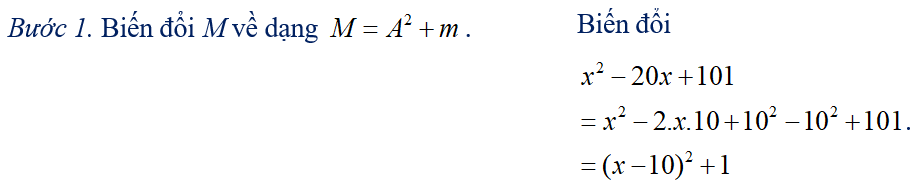 Bước 1. Biến đổi M về dạng M = A² + m .
Biến đổi
x² − 20x + 101
= x² − 2.x.10 + 10² − 10² + 101.
= (x − 10)² + 1